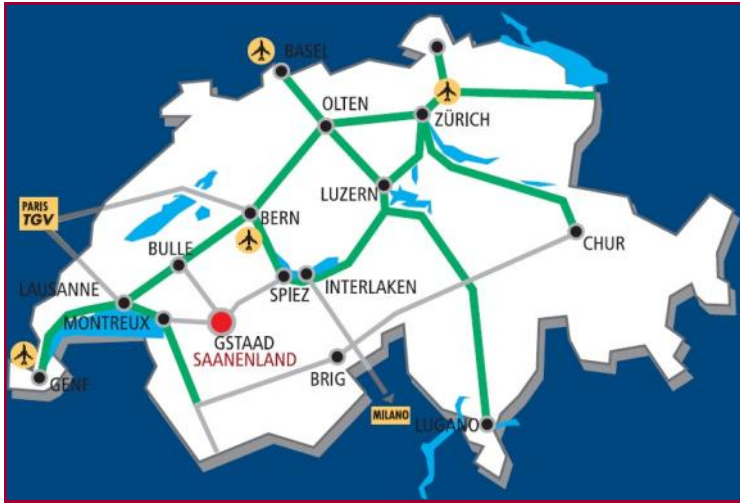 BASEL
OLTEN
ZÜRICH
LUZERN
PARIS
TGV
BERN
BULLE
CHUR
LAUSANNE
SPIEZ
INTERLAKEN
MONTREUX
GSTAAD
SAANENLAND
BRIG
GENF
MILANO
LUGANO